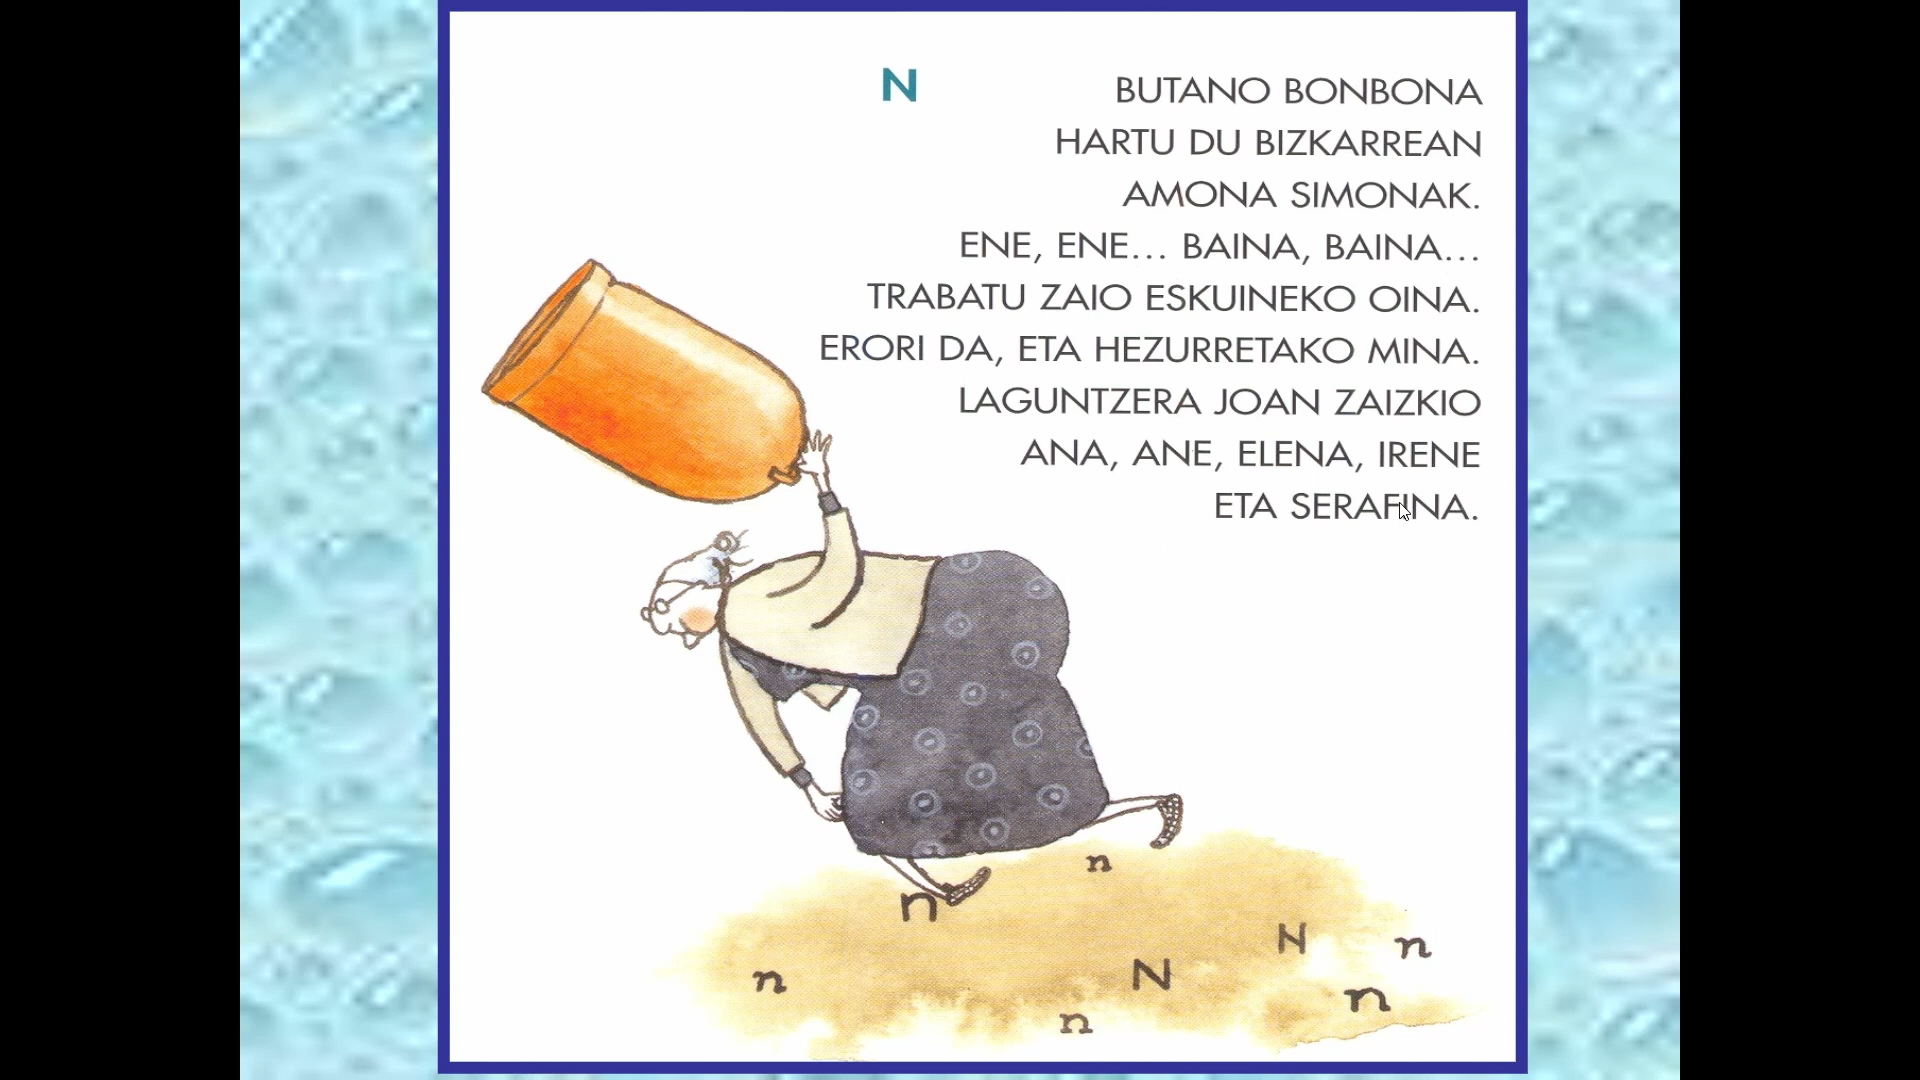 N
BUTANO BONBONA
HARTU DU BIZKARREAN
AMONA SIMONAK.
ENE, ENE... BAINA, BAINA...
TRABATU ZAIO ESKUINEKO OINA.
ERORI DA, ETA HEZURRETAKO MINA.
LAGUNTZERA JOAN ZAIZKIO
ANA, ANE, ELENA, IRENE
ETA SERAFINA.
n
n
N
n
n
N
n
n